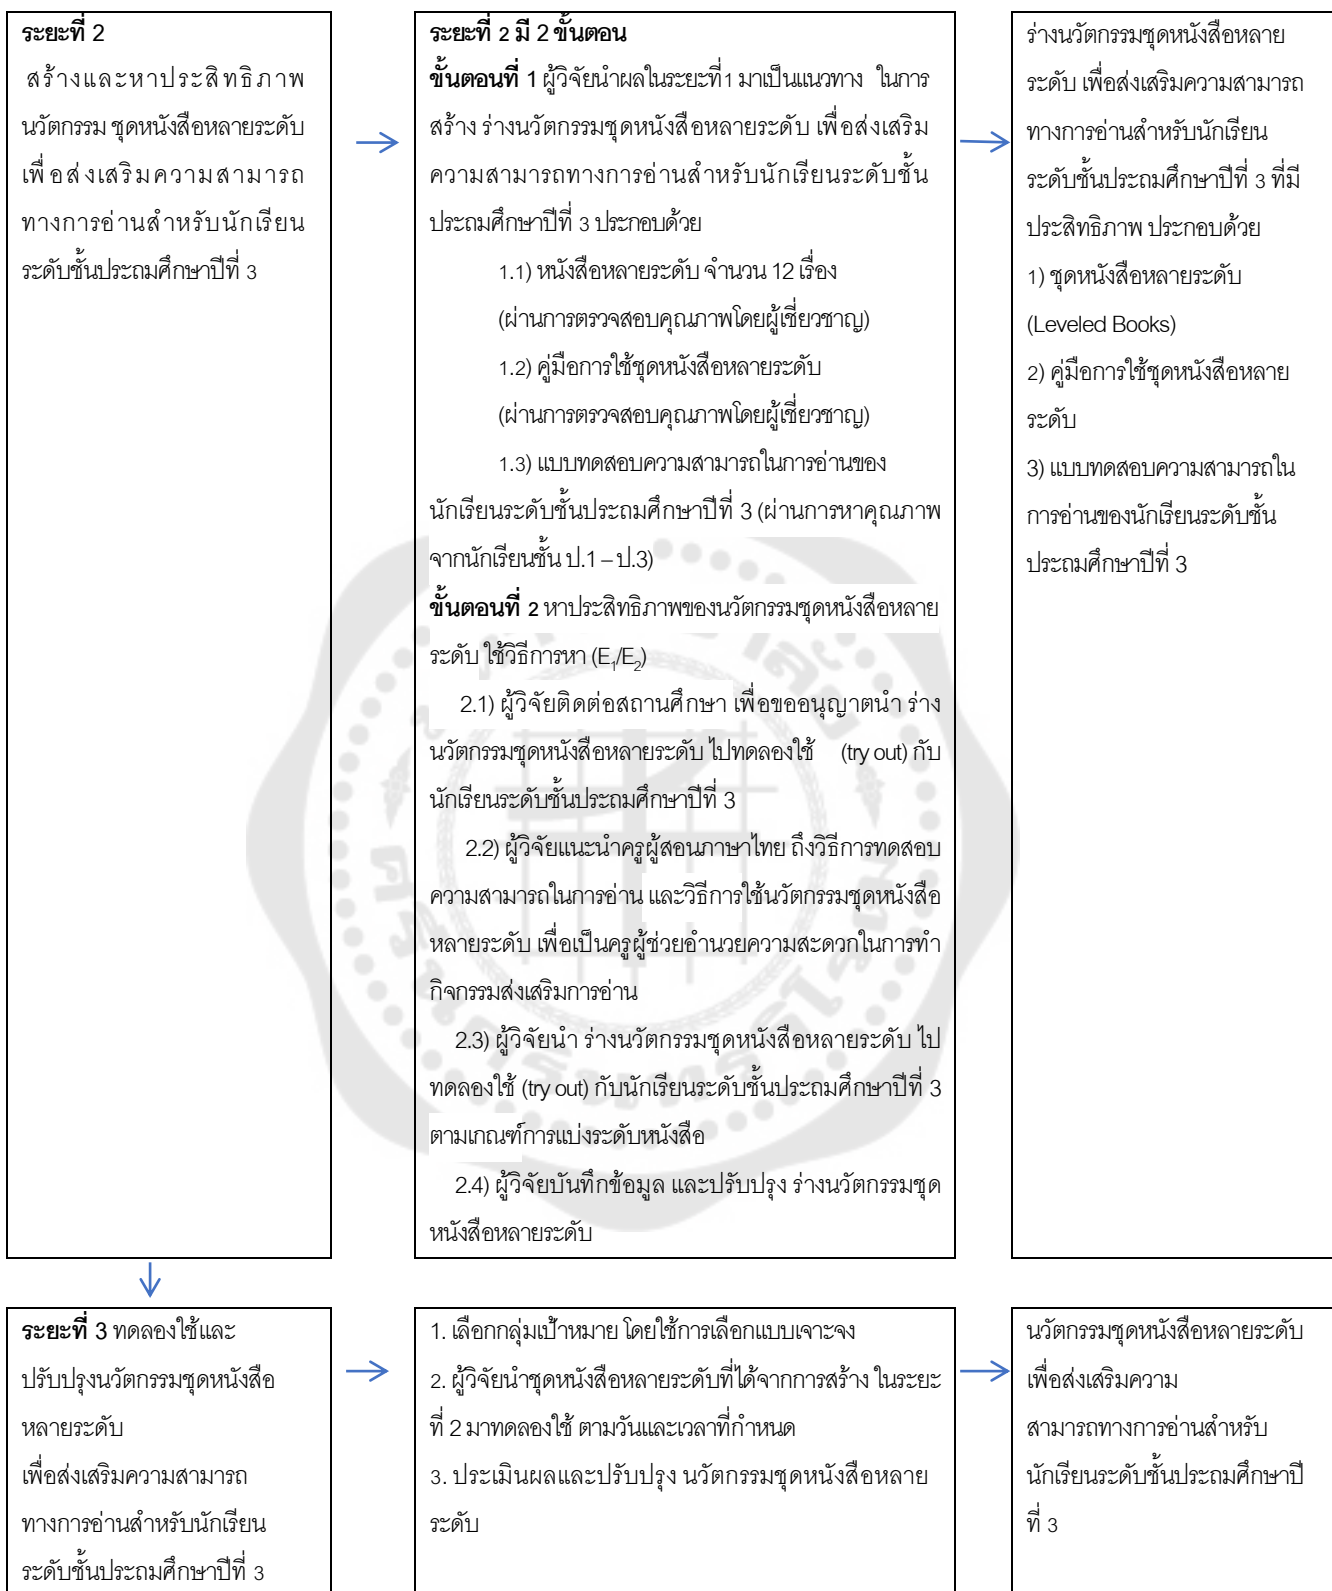 ระยะที่ 2
สร้างและหาประสิทธิภาพ
นวัตกรรม ชุดหนังสือหลายระดับ
เพื่อส่งเสริมความสามารถ
ทางการอ่านสำหรับนักเรียน
ระดับชั้นประถมศึกษาปีที่ 3
ระยะที่ 2 มี 2 ขั้นตอน
ขั้นตอนที่ 1 ผู้วิจัยนำผลในระยะที่1 มาเป็นแนวทาง ในการ
สร้าง ร่างนวัตกรรมชุดหนังสือหลายระดับ เพื่อส่งเสริม
ความสามารถทางการอ่านสำหรับนักเรียนระดับชั้น
ประถมศึกษาปีที่ 3 ประกอบด้วย
1.1) หนังสือหลายระดับ จำนวน 12 เรื่อง
(ผ่านการตรวจสอบคุณภาพโดยผู้เชี่ยวชาญ)
1.2) คู่มือการใช้ชุดหนังสือหลายระดับ
(ผ่านการตรวจสอบคุณภาพโดยผู้เชี่ยวชาญ)
1.3) แบบทดสอบความสามารถในการอ่านของ
นักเรียนระดับชั้นประถมศึกษาปีที่ 3 (ผ่านการหาคุณภาพ
จากนักเรียนชั้น ป.1 – ป.3)
ขั้นตอนที่ 2 หาประสิทธิภาพของนวัตกรรมชุดหนังสือหลาย
ระดับ ใช้วิธีการหา (E₁/E₂)
2.1) ผู้วิจัยติดต่อสถานศึกษา เพื่อขออนุญาตนำ ร่าง
นวัตกรรมชุดหนังสือหลายระดับ ไปทดลองใช้ (try out) กับ
นักเรียนระดับชั้นประถมศึกษาปีที่ 3
2.2) ผู้วิจัยแนะนำครูผู้สอนภาษาไทย ถึงวิธีการทดสอบ
ความสามารถในการอ่าน และวิธีการใช้นวัตกรรมชุดหนังสือ
หลายระดับ เพื่อเป็นครูผู้ช่วยอำนวยความสะดวกในการทำ
กิจกรรมส่งเสริมการอ่าน
2.3) ผู้วิจัยนำ ร่างนวัตกรรมชุดหนังสือหลายระดับ ไป
ทดลองใช้ (try out) กับนักเรียนระดับชั้นประถมศึกษาปีที่ 3
ตามเกณฑ์การแบ่งระดับหนังสือ
2.4) ผู้วิจัยบันทึกข้อมูล และปรับปรุง ร่างนวัตกรรมชุด
หนังสือหลายระดับ
ร่างนวัตกรรมชุดหนังสือหลาย
ระดับ เพื่อส่งเสริมความสามารถ
ทางการอ่านสำหรับนักเรียน
ระดับชั้นประถมศึกษาปีที่ 3 ที่มี
ประสิทธิภาพ ประกอบด้วย
1) ชุดหนังสือหลายระดับ
(Leveled Books)
2) คู่มือการใช้ชุดหนังสือหลาย
ระดับ
3) แบบทดสอบความสามารถใน
การอ่านของนักเรียนระดับชั้น
ประถมศึกษาปีที่ 3
ระยะที่ 3 ทดลองใช้และ
ปรับปรุงนวัตกรรมชุดหนังสือ
หลายระดับ
เพื่อส่งเสริมความสามารถ
ทางการอ่านสำหรับนักเรียน
ระดับชั้นประถมศึกษาปีที่ 3
1. เลือกกลุ่มเป้าหมาย โดยใช้การเลือกแบบเจาะจง
2. ผู้วิจัยนำชุดหนังสือหลายระดับที่ได้จากการสร้าง ในระยะ
ที่ 2 มาทดลองใช้ ตามวันและเวลาที่กำหนด
3. ประเมินผลและปรับปรุง นวัตกรรมชุดหนังสือหลาย
ระดับ
นวัตกรรมชุดหนังสือหลายระดับ
เพื่อส่งเสริมความ
สามารถทางการอ่านสำหรับ
นักเรียนระดับชั้นประถมศึกษาปี
ที่ 3